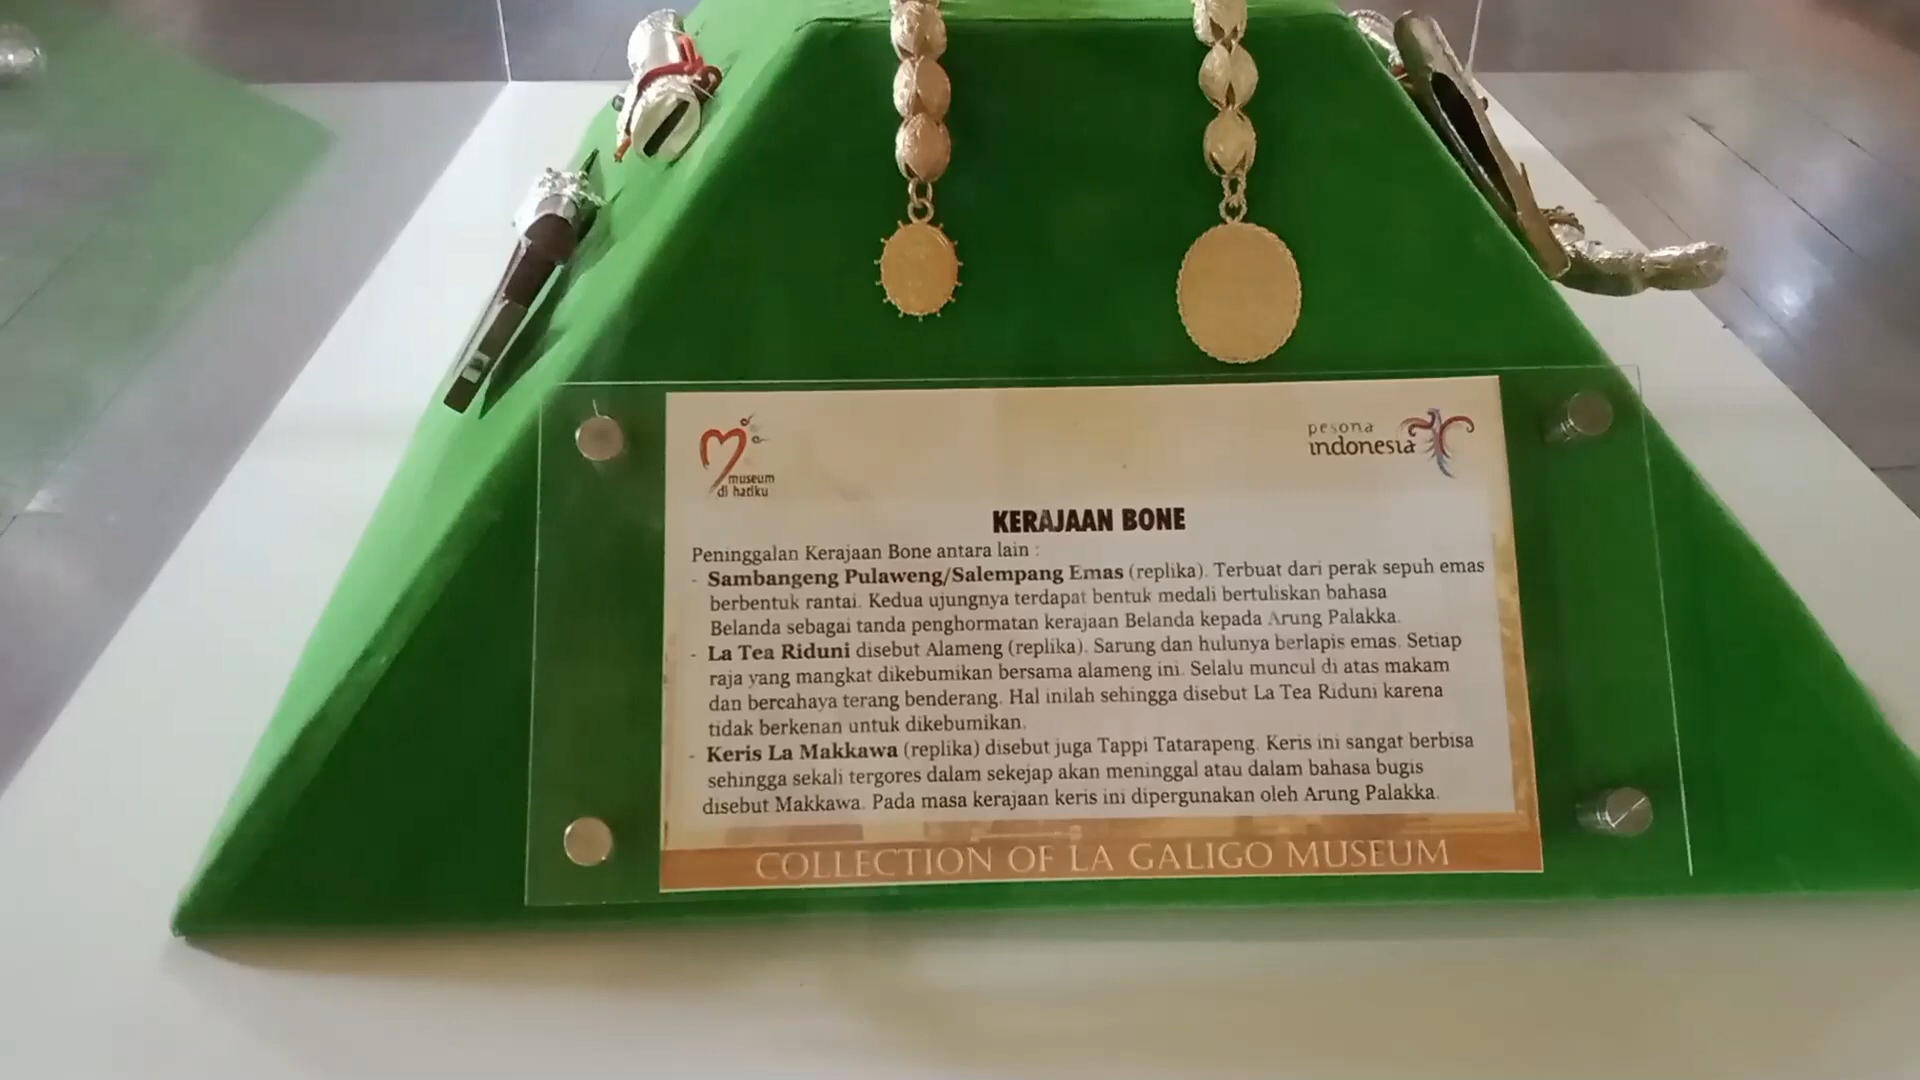 museum
di hatiku
pesona
indonesia
KERAJAAN BONE
Peninggalan Kerajaan Bone antara lain :
- Sambangeng Pulaweng/Salempang Emas (replika). Terbuat dari perak sepuh emas
berbentuk rantai. Kedua ujungnya terdapat bentuk medali bertuliskan bahasa
Belanda sebagai tanda penghormatan kerajaan Belanda kepada Arung Palakka.
- La Tea Riduni disebut Alameng (replika). Sarung dan hulunya berlapis emas. Setiap
raja yang mangkat dikebumikan bersama alameng ini. Selalu muncul di atas makam
dan bercahaya terang benderang. Hal inilah sehingga disebut La Tea Riduni karena
tidak berkenan untuk dikebumikan.
- Keris La Makkawa (replika) disebut juga Tappi Tatarapeng. Keris ini sangat berbisa
sehingga sekali tergores dalam sekejap akan meninggal atau dalam bahasa bugis
disebut Makkawa. Pada masa kerajaan keris ini dipergunakan oleh Arung Palakka.
COLLECTION OF LA GALIGO MUSEUM